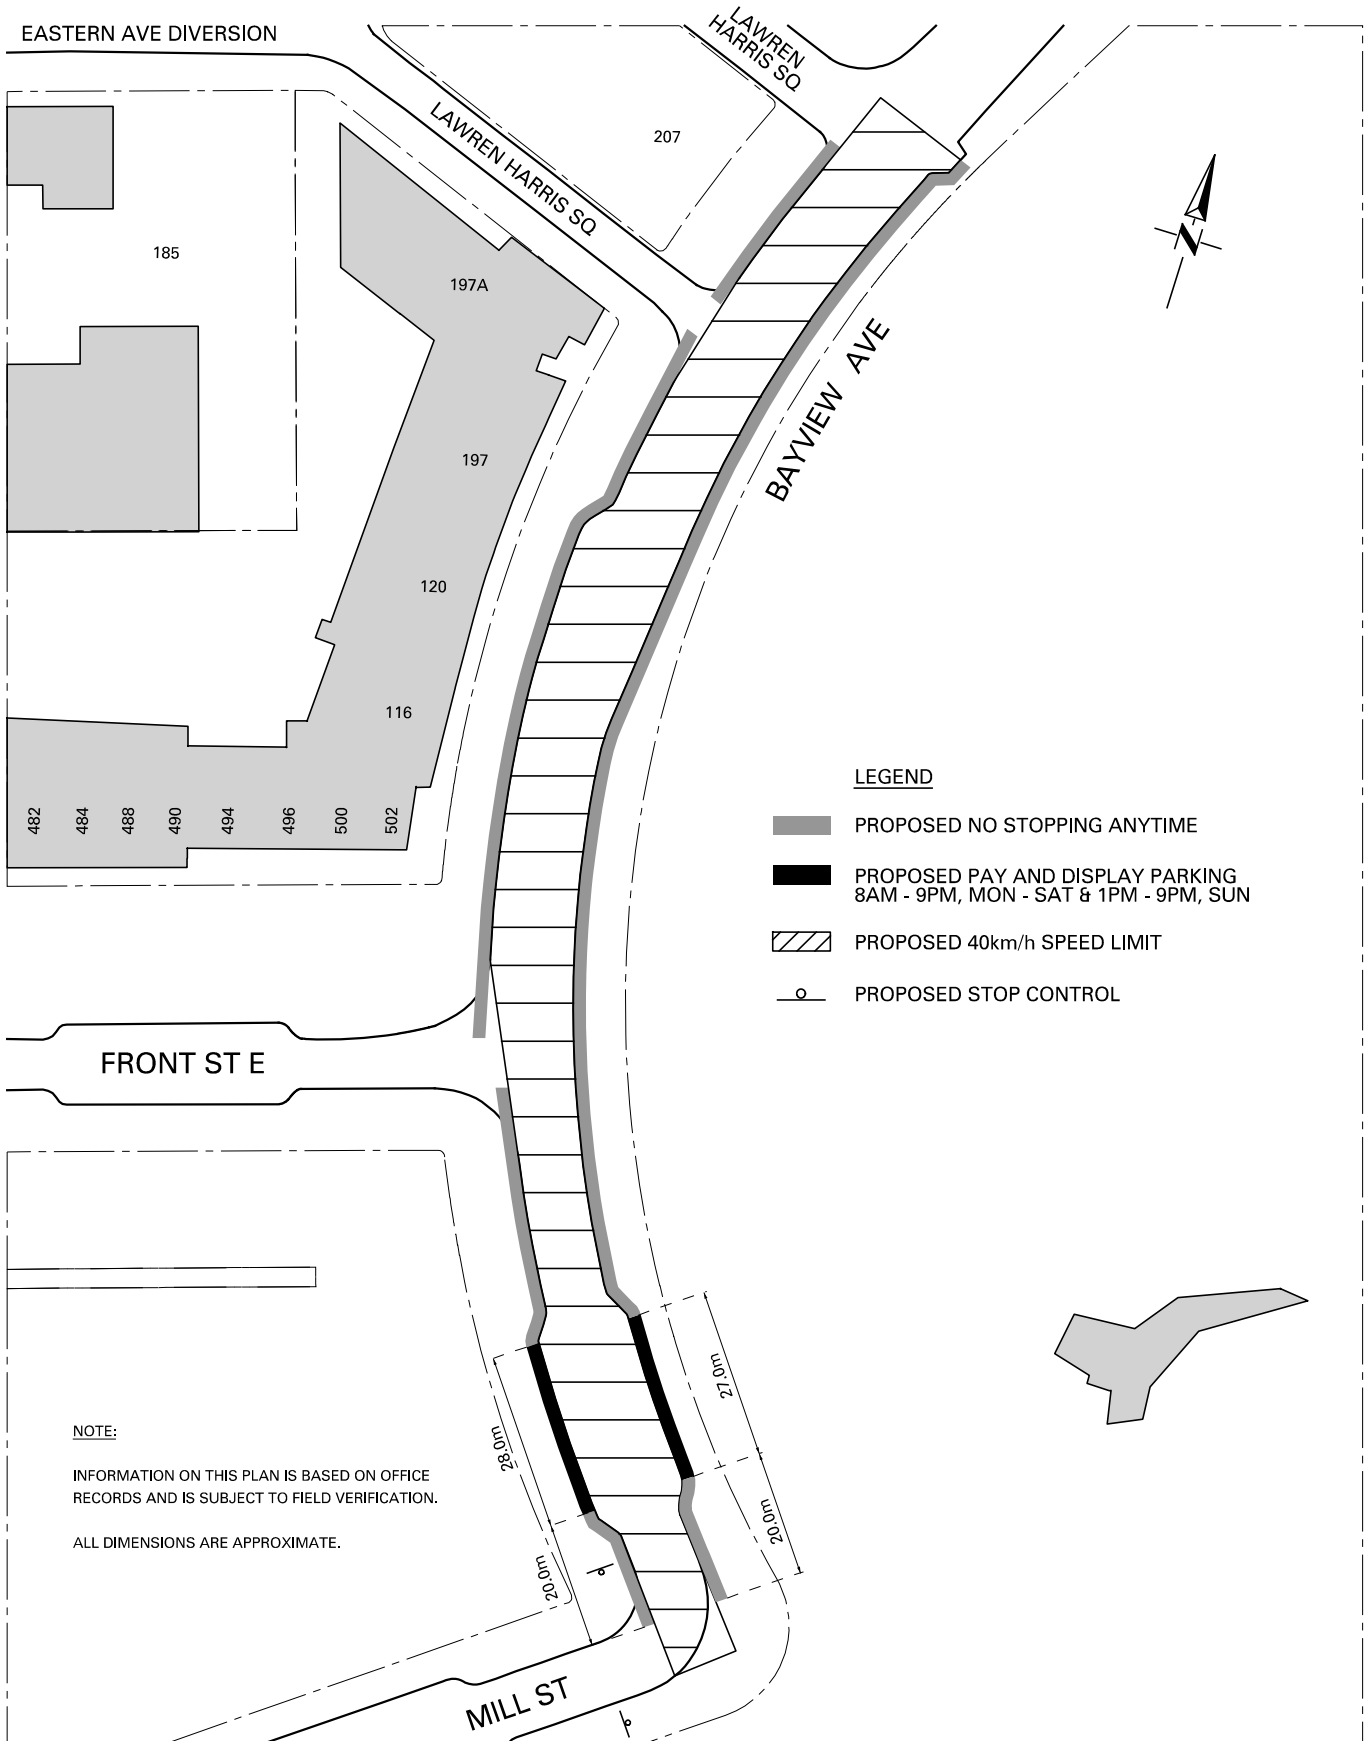 EASTERN AVE DIVERSION
LAWREN
HARRIS SQ
LAWREN HARRIS SQ
207
N
185
197A
BAYVIEW AVE
197
120
116
482
484
488
490
494
496
500
502
LEGEND
PROPOSED NO STOPPING ANYTIME
PROPOSED PAY AND DISPLAY PARKING
8AM - 9PM, MON - SAT & 1PM - 9PM, SUN
PROPOSED 40km/h SPEED LIMIT
PROPOSED STOP CONTROL
FRONT ST E
27.0m
28.0m
20.0m
20.0m
NOTE:
INFORMATION ON THIS PLAN IS BASED ON OFFICE
RECORDS AND IS SUBJECT TO FIELD VERIFICATION.
ALL DIMENSIONS ARE APPROXIMATE.
MILL ST